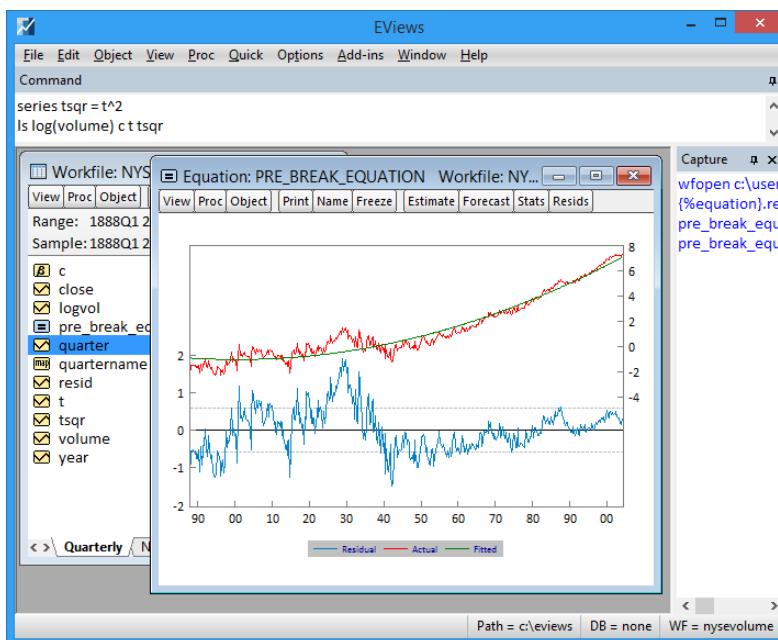 EViews
File Edit Object View Proc Quick Options Add-ins Window Help
Command
series tsqr = t^2
ls log(volume) c t tsqr
Workfile: NYS
View Proc Object
Range: 1888Q1 2
Sample: 1888Q1 2
c
close
logvol
pre_break_eq
quarter
quartername
resid
t
tsqr
volume
year
Quarterly
Equation: PRE_BREAK_EQUATION Workfile: NY...
View Proc Object Print Name Freeze Estimate Forecast Stats Resids
8
6
4
2
0
-2
-4
2
1
0
-1
-2
90 00 10 20 30 40 50 60 70 80 90 00
Residual Actual Fitted
Capture
wfopen c:\user
{%equation}.re
pre_break_equ
pre_break_equ
Path = c:\eviews DB = none WF = nysevolume